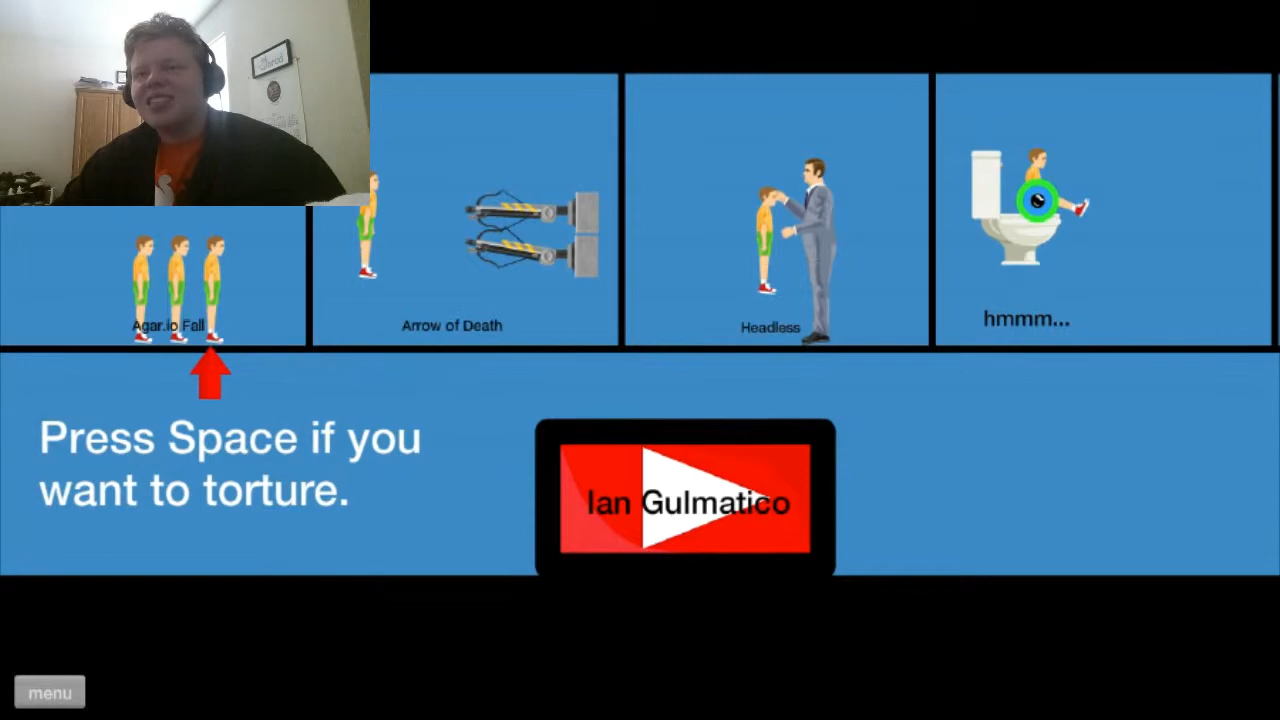 Agar.io Fall
Arrow of Death
Headless
hmmm...
Press Space if you
want to torture.
Ian Gulmatico
menu